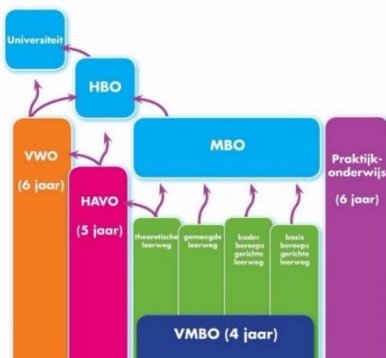 Universiteit
HBO
VWO
(6 jaar)
HAVO
(5 jaar)
MBO
theoretische
leerweg
gemengde
leerweg
kader
beroeps
gerichte
leerweg
basis
beroeps
gerichte
leerweg
VMBO (4 jaar)
Praktijk-
onderwijs
(6 jaar)